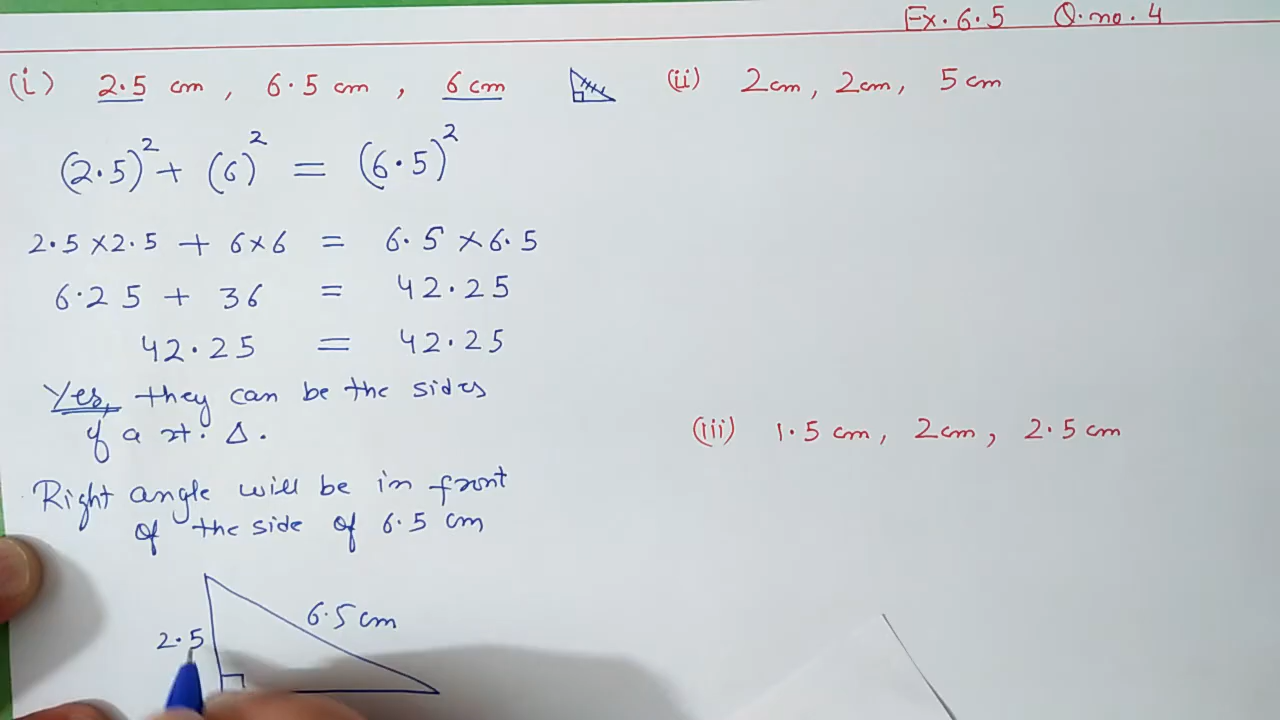 Ex. 6.5 Q. no. 4
(i) 2.5 cm, 6.5 cm, 6 cm
(2.5)² + (6)² = (6.5)²
2.5 × 2.5 + 6 × 6 = 6.5 × 6.5
6.25 + 36 = 42.25
42.25 = 42.25
Yes, they can be the sides
of a rt. Δ.
Right angle will be in front
of the side of 6.5 cm
6.5 cm
2.5
(ii) 2cm, 2cm, 5 cm
(iii) 1.5 cm, 2cm, 2.5 cm